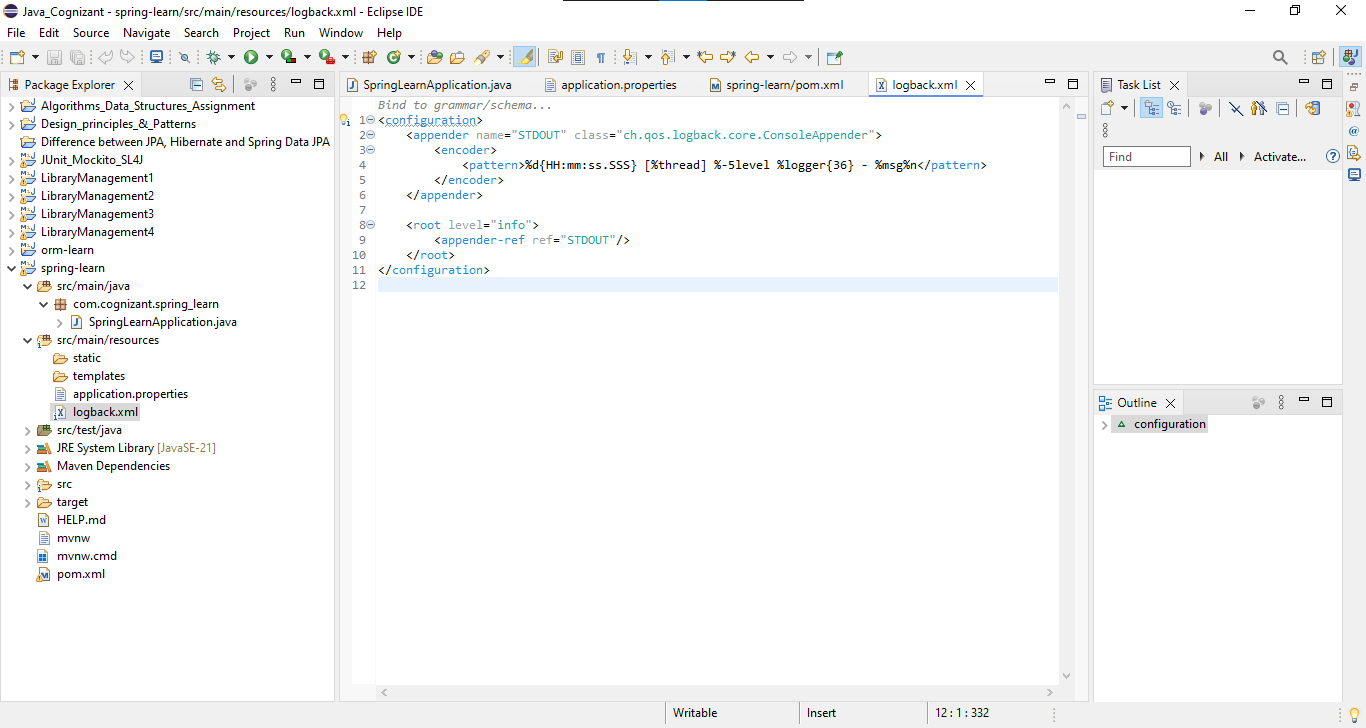 Java_Cognizant - spring-learn/src/main/resources/logback.xml - Eclipse IDE
File Edit Source Navigate Search Project Run Window Help
Package Explorer
Algorithms_Data_Structures_Assignment
Design_principles_&_Patterns
Difference between JPA, Hibernate and Spring Data JPA
JUnit_Mockito_SL4J
LibraryManagement1
LibraryManagement2
LibraryManagement3
LibraryManagement4
orm-learn
spring-learn
src/main/java
com.cognizant.spring_learn
SpringLearnApplication.java
src/main/resources
static
templates
application.properties
logback.xml
src/test/java
JRE System Library [JavaSE-21]
Maven Dependencies
src
target
HELP.md
mvnw
mvnw.cmd
pom.xml
SpringLearnApplication.java application.properties spring-learn/pom.xml logback.xml
Bind to grammar/schema...
1 <configuration>
2 <appender name="STDOUT" class="ch.qos.logback.core.ConsoleAppender">
3 <encoder>
4 <pattern>%d{HH:mm:ss.SSS} [%thread] %-5level %logger{36} - %msg%n</pattern>
5 </encoder>
6 </appender>
7
8 <root level="info">
9 <appender-ref ref="STDOUT"/>
10 </root>
11 </configuration>
12
Task List
Find All Activate...
Outline
configuration
Writable Insert 12 : 1 : 332